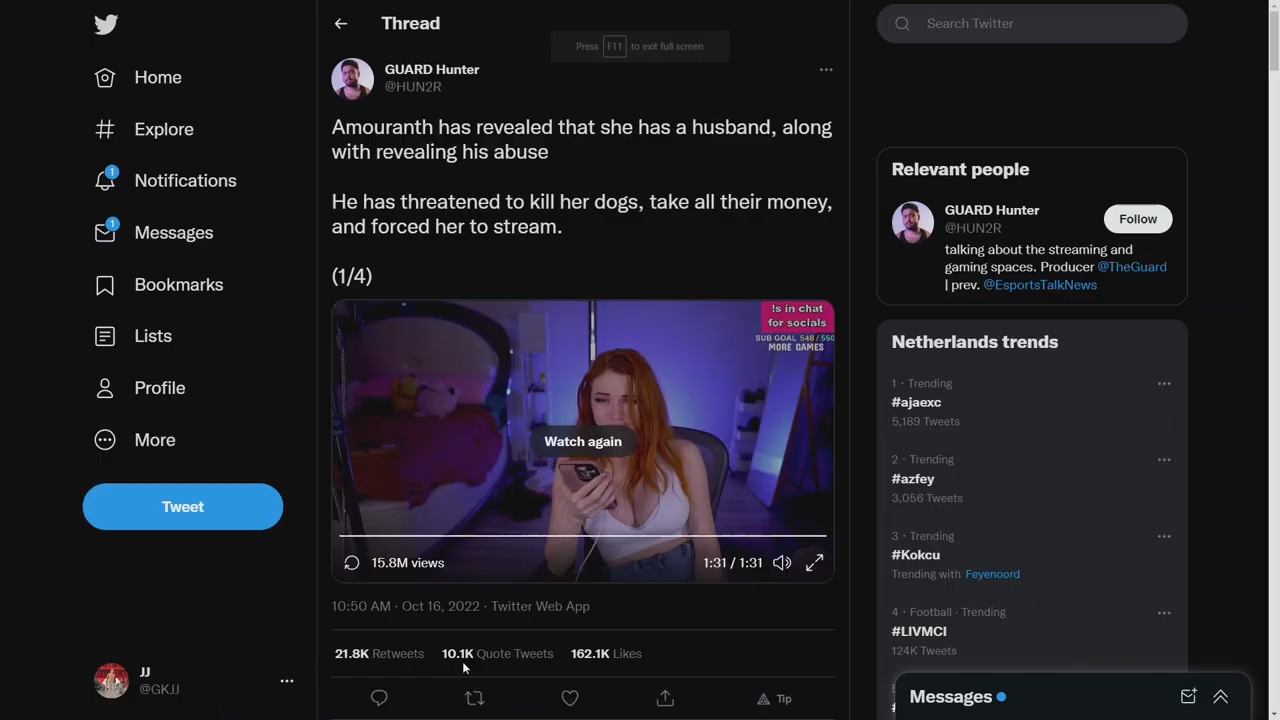 Home
Explore
1
Notifications
1
Messages
Bookmarks
Lists
Profile
More
Tweet
JJ
@GKJJ
Thread
Press F11 to exit full screen
GUARD Hunter
@HUN2R
Amouranth has revealed that she has a husband, along
with revealing his abuse
He has threatened to kill her dogs, take all their money,
and forced her to stream.
(1/4)
!s in chat
for socials
SUB GOAL 548 / 550
MORE GAMES
Watch again
15.8M views
1:31 / 1:31
10:50 AM · Oct 16, 2022 · Twitter Web App
21.8K Retweets 10.1K Quote Tweets 162.1K Likes
Tip
Search Twitter
Relevant people
GUARD Hunter
@HUN2R
Follow
talking about the streaming and
gaming spaces. Producer @TheGuard
| prev. @EsportsTalkNews
Netherlands trends
1 · Trending
#ajaexc
5,189 Tweets
2 · Trending
#azfey
3,056 Tweets
3 · Trending
#Kokcu
Trending with Feyenoord
4 · Football · Trending
#LIVMCI
124K Tweets
Messages